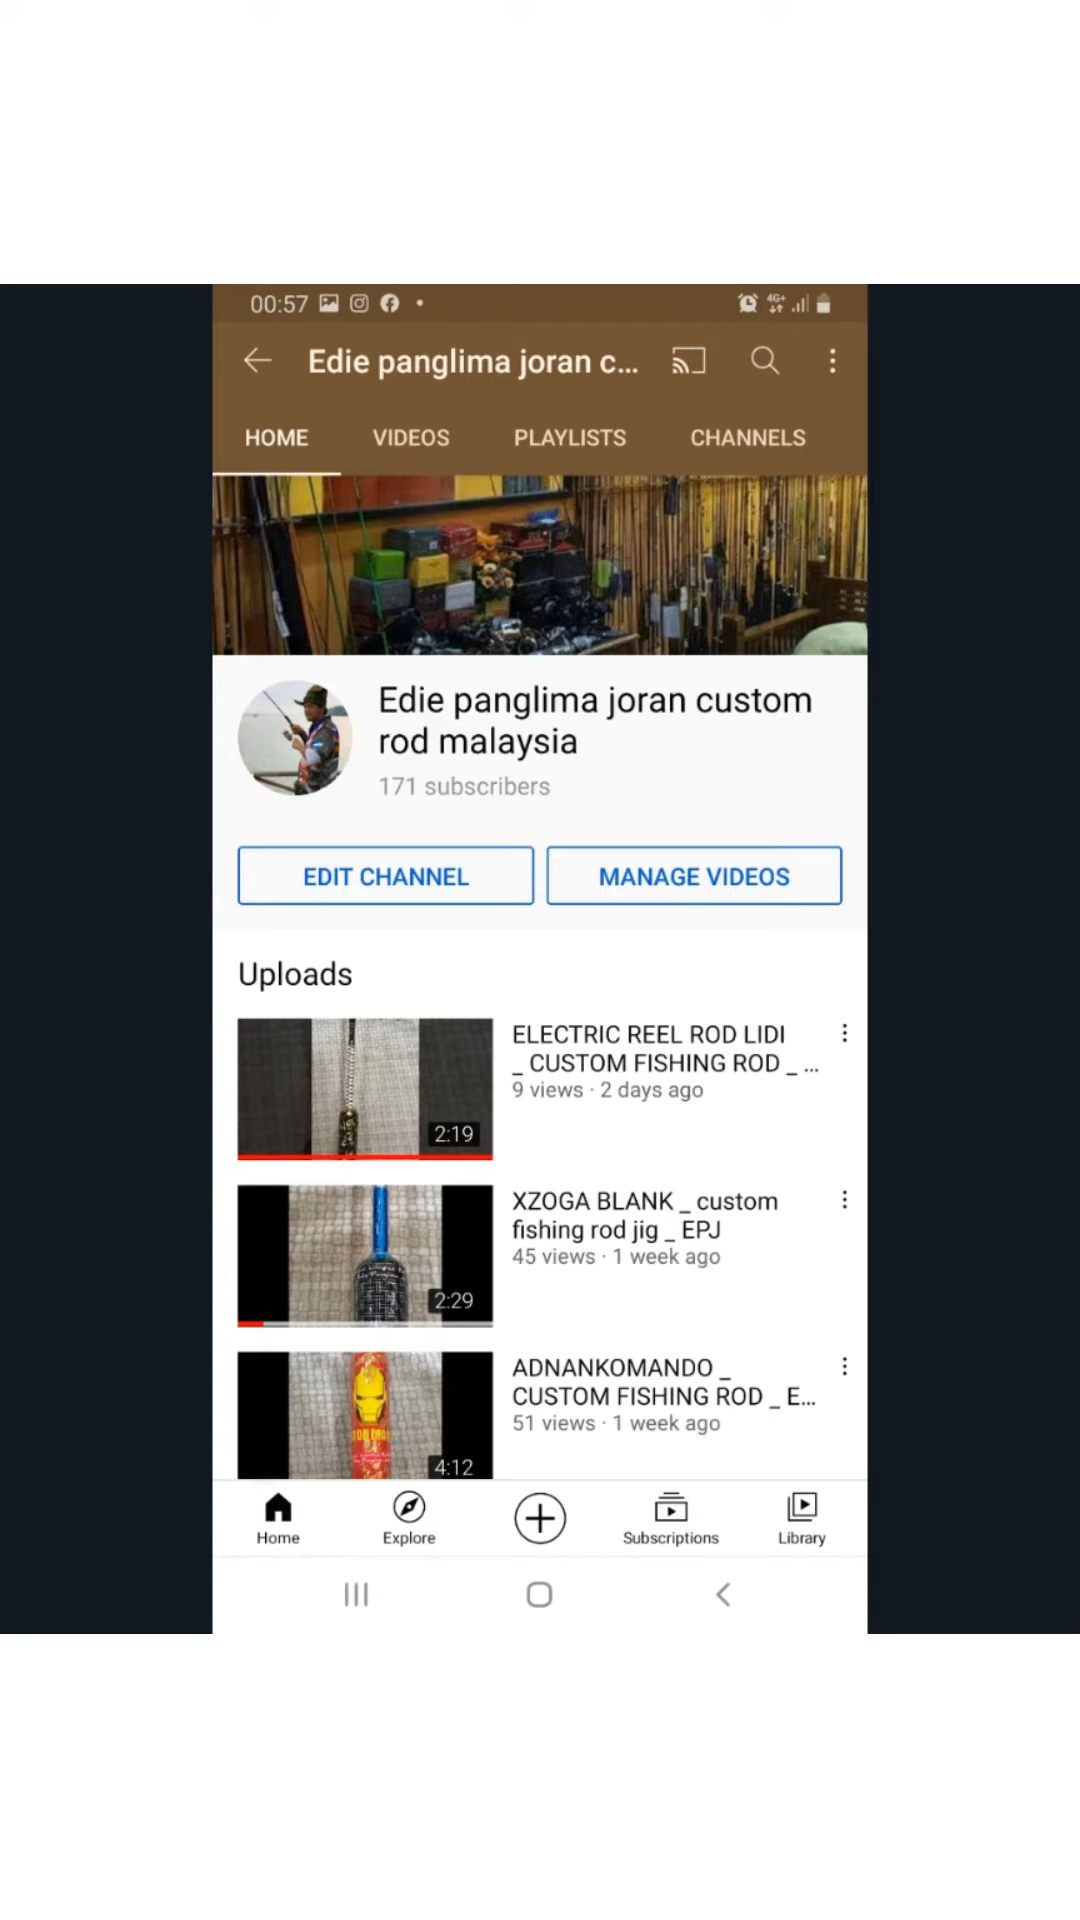 00:57
4G+
Edie panglima joran c...
HOME
VIDEOS
PLAYLISTS
CHANNELS
Edie panglima joran custom
rod malaysia
171 subscribers
EDIT CHANNEL
MANAGE VIDEOS
Uploads
2:19
ELECTRIC REEL ROD LIDI
_ CUSTOM FISHING ROD _ ...
9 views · 2 days ago
2:29
XZOGA BLANK _ custom
fishing rod jig _ EPJ
45 views · 1 week ago
4:12
ADNANKOMANDO _
CUSTOM FISHING ROD _ E...
51 views · 1 week ago
Home
Explore
Subscriptions
Library